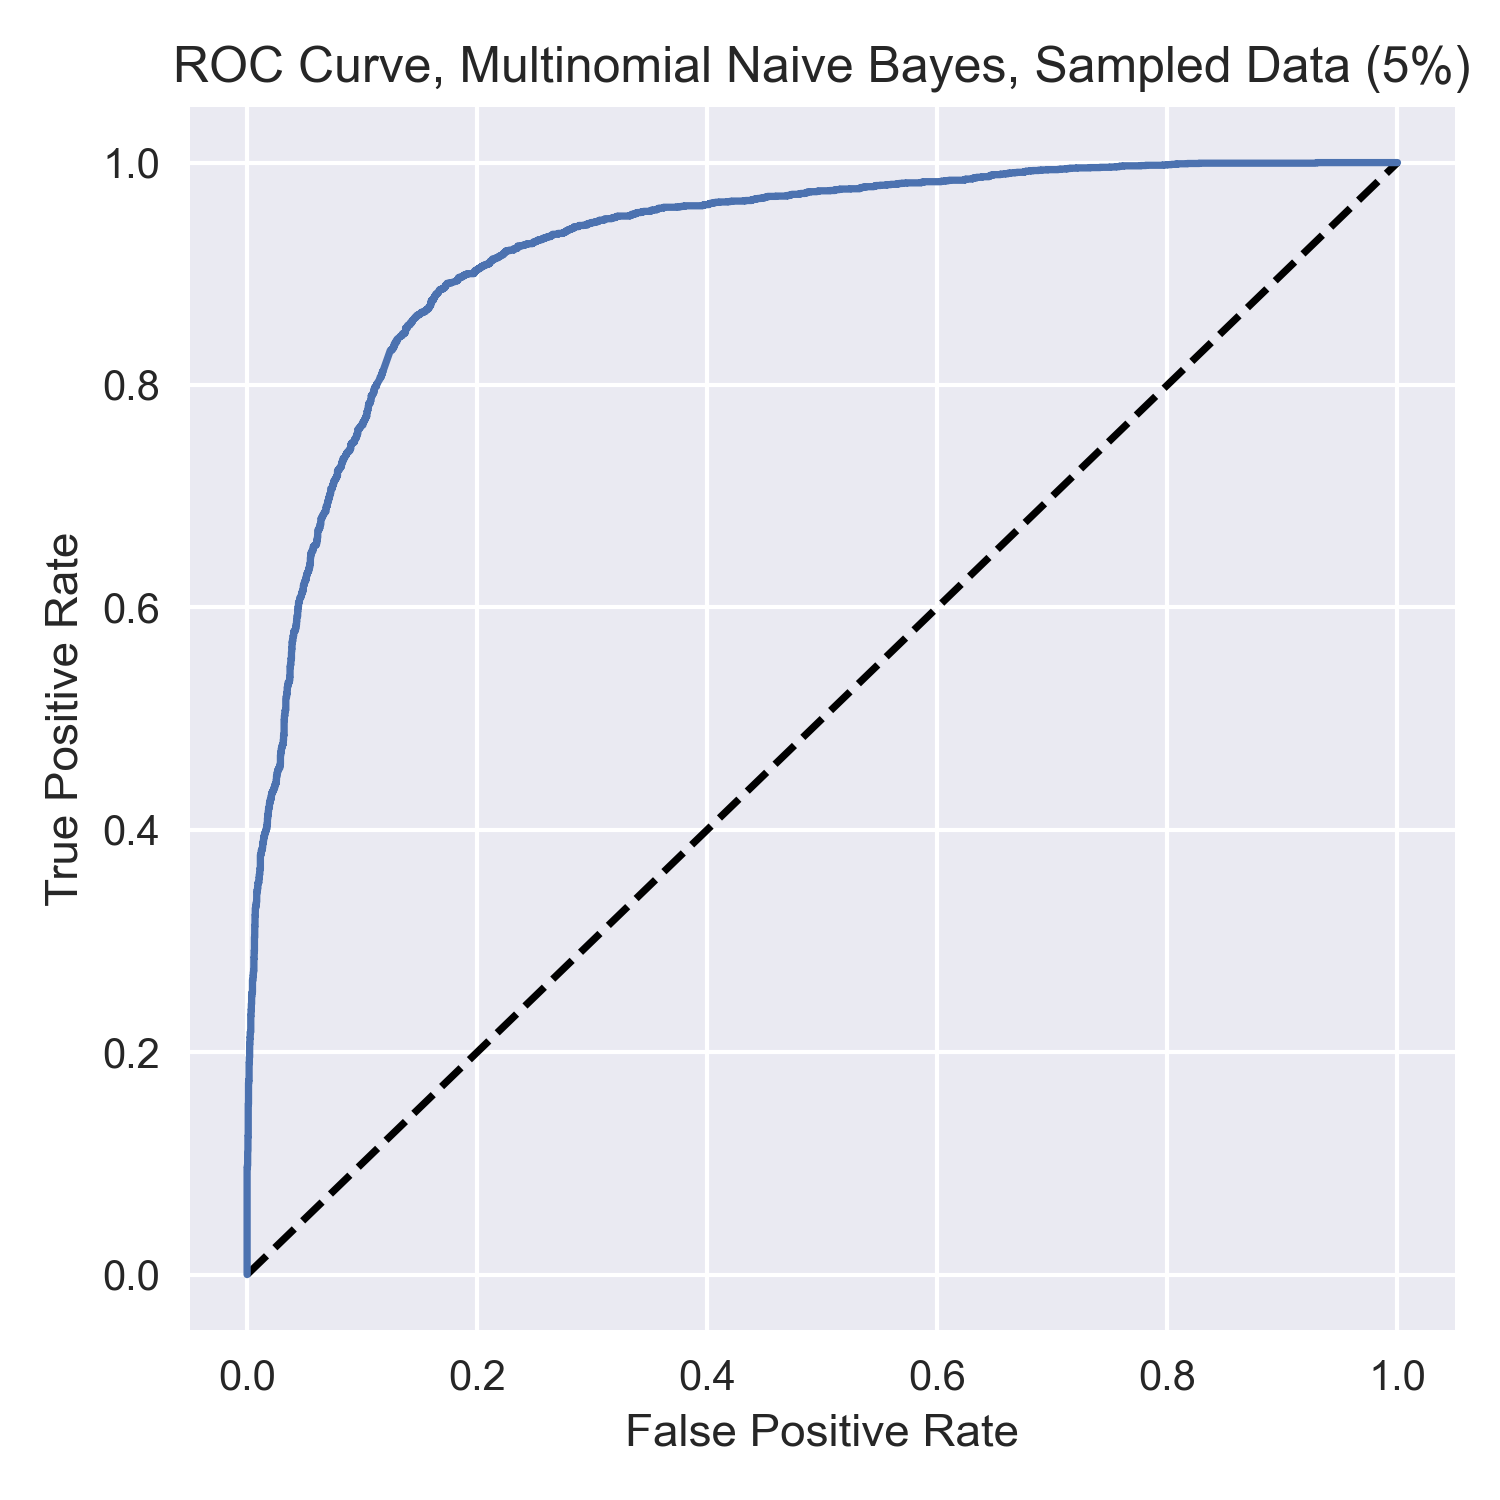 ROC Curve, Multinomial Naive Bayes, Sampled Data (5%)
1.0
0.8
0.6
0.4
0.2
0.0
True Positive Rate
0.0 0.2 0.4 0.6 0.8 1.0
False Positive Rate